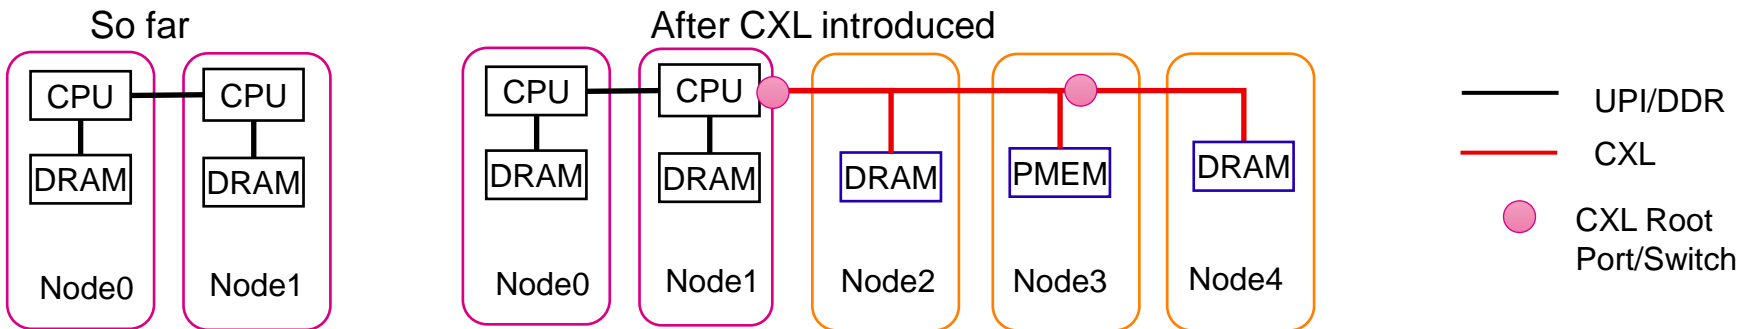 So far
After CXL introduced
CPU
CPU
DRAM
DRAM
Node0
Node1
CPU
CPU
DRAM
DRAM
DRAM
PMEM
DRAM
Node0
Node1
Node2
Node3
Node4
UPI/DDR
CXL
CXL Root
Port/Switch